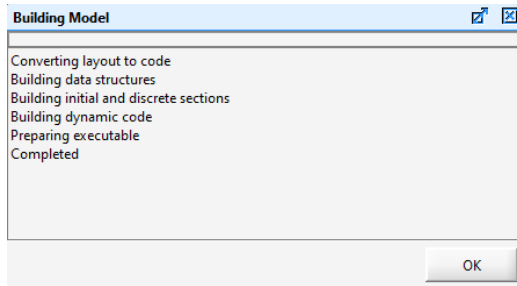 Building Model
Converting layout to code
Building data structures
Building initial and discrete sections
Building dynamic code
Preparing executable
Completed
OK